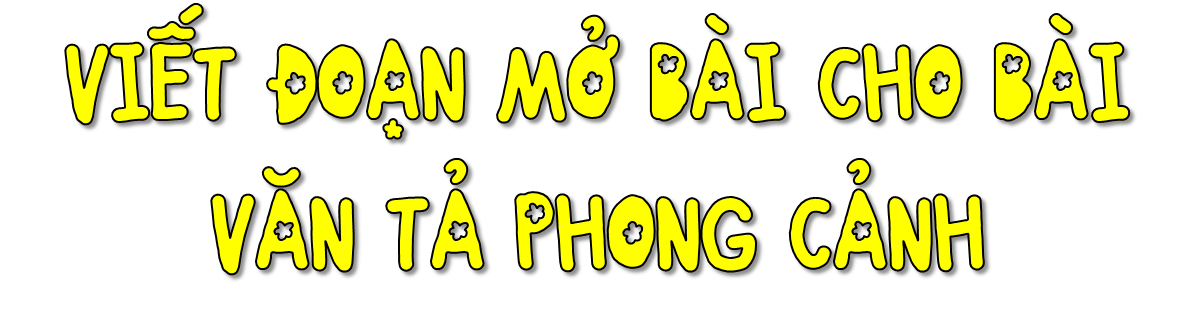 VIẾT ĐOẠN MỞ BÀI CHO BÀI
VĂN TẢ PHONG CẢNH